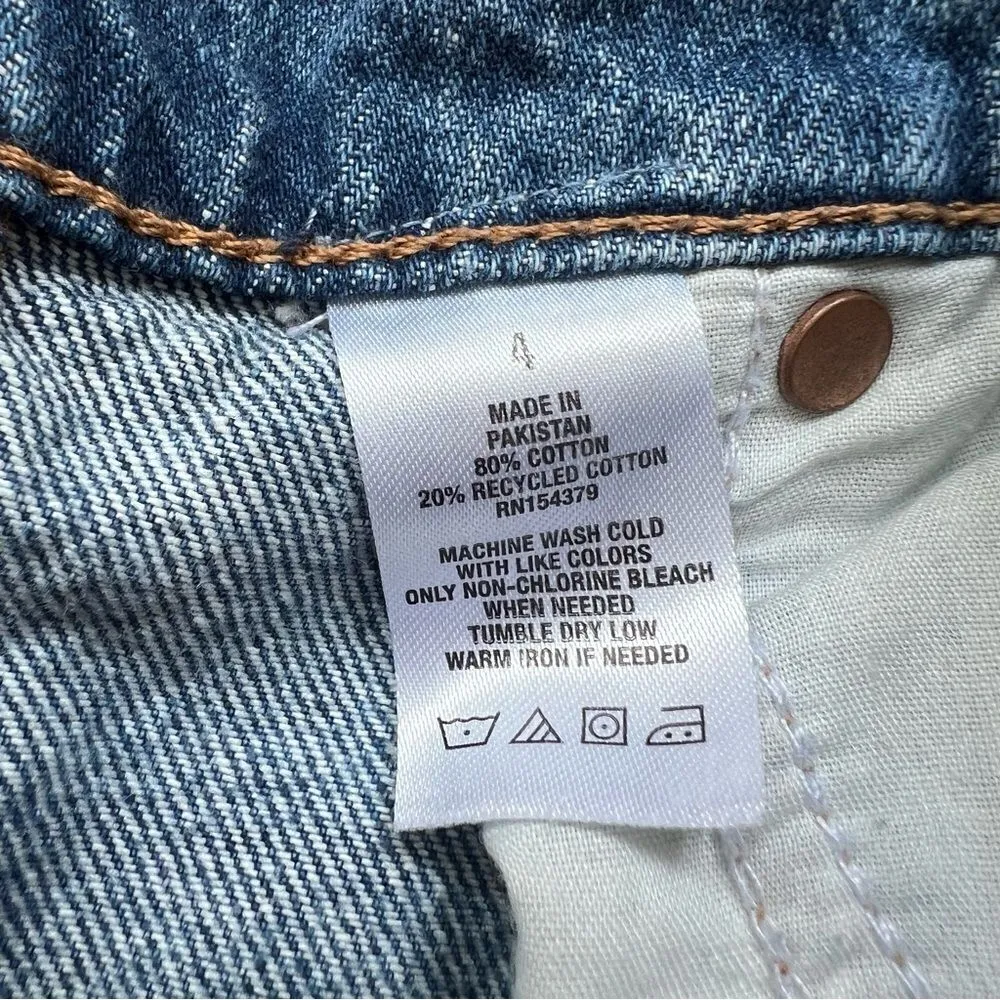 4
MADE IN
PAKISTAN
80% COTTON
20% RECYCLED COTTON
RN154379
MACHINE WASH COLD
WITH LIKE COLORS
ONLY NON-CHLORINE BLEACH
WHEN NEEDED
TUMBLE DRY LOW
WARM IRON IF NEEDED